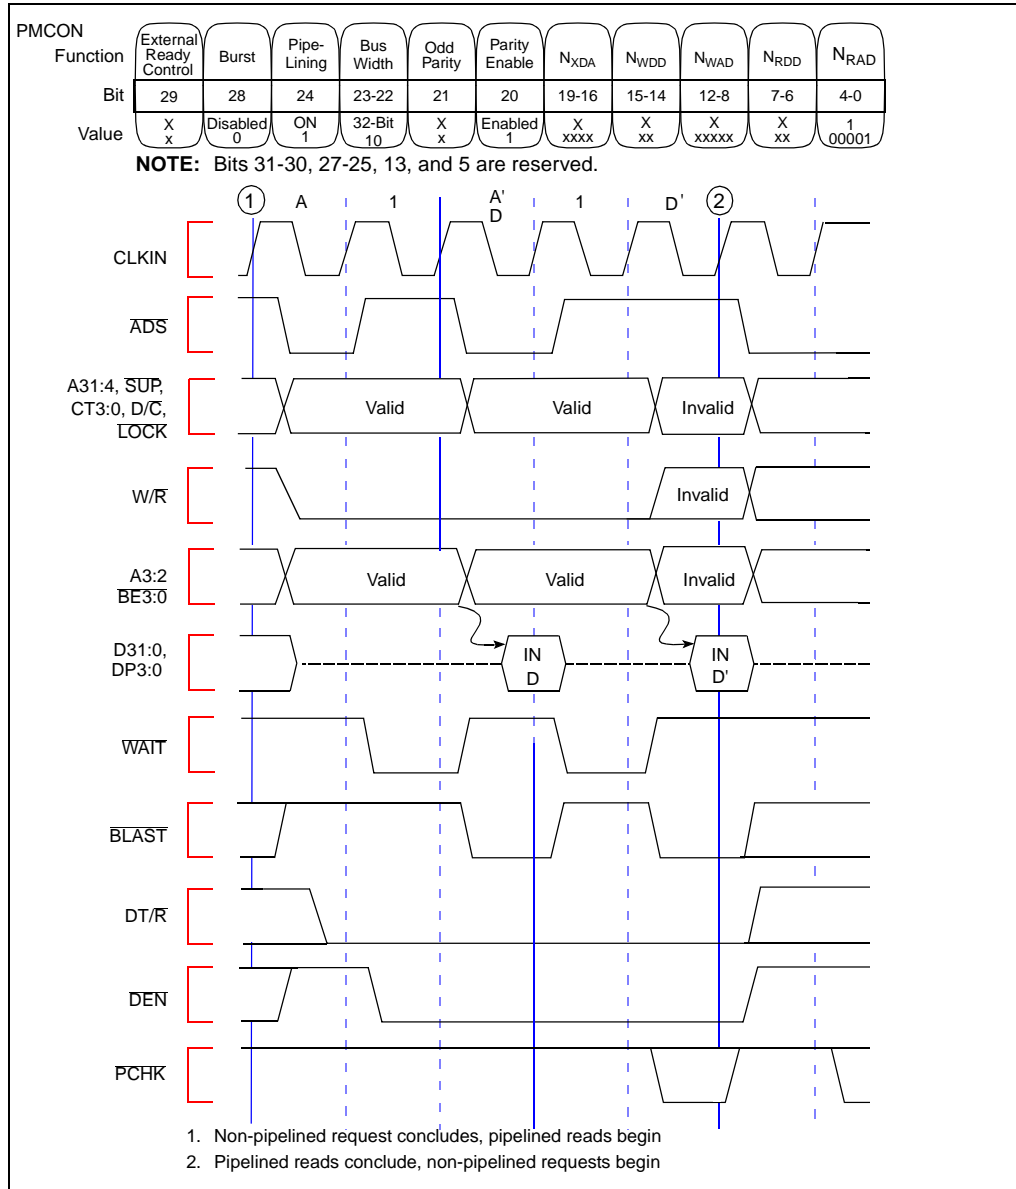 PMCON
Function External Ready Control Burst Pipe-Lining Bus Width Odd Parity Parity Enable NXDA NWDD NWAD NRDD NRAD
Bit 29 28 24 23-22 21 20 19-16 15-14 12-8 7-6 4-0
Value X x Disabled 0 ON 1 32-Bit 10 X x Enabled 1 X xxxx X xx X xxxxx X xx 1 00001
NOTE: Bits 31-30, 27-25, 13, and 5 are reserved.
1 A 1 A' D 1 D' 2
CLKIN
ADS
A31:4, SUP,
CT3:0, D/C,
LOCK
Valid Valid Invalid
W/R
Invalid
A3:2
BE3:0
Valid Valid Invalid
D31:0,
DP3:0
IN D IN D'
WAIT
BLAST
DT/R
DEN
PCHK
1. Non-pipelined request concludes, pipelined reads begin
2. Pipelined reads conclude, non-pipelined requests begin